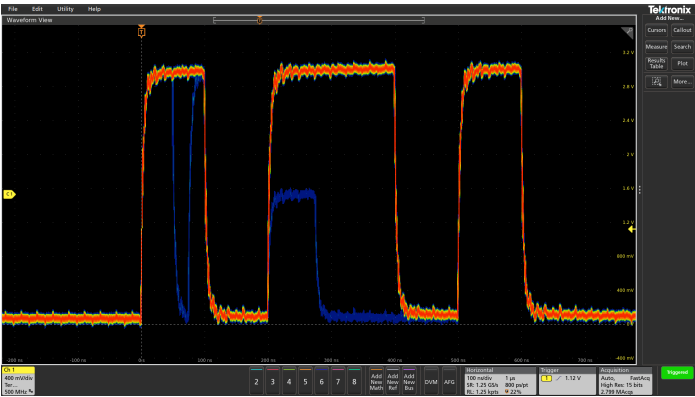 File Edit Utility Help
Tektronix
Waveform View
Add New...
T
Cursors Callout
Measure Search
Results Table Plot
More...
3.2 V
2.8 V
2.4 V
2 V
1.6 V
1.2 V
800 mV
400 mV
-400 mV
C1
-200 ns -100 ns 0 s 100 ns 200 ns 300 ns 400 ns 500 ns 600 ns 700 ns
Ch 1
400 mV/div
Ter...
500 MHz
2 3 4 5 6 7 8
Add New Math
Add New Ref
Add New Bus
DVM AFG
Horizontal
100 ns/div 1 µs
SR: 1.25 GS/s 800 ps/pt
RL: 1.25 kpts 22%
Trigger
1 1.12 V
Acquisition
Auto, FastAcq
High Res: 15 bits
2.799 MAcqs
Triggered